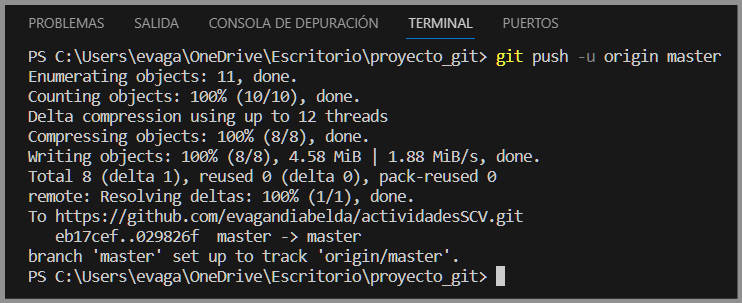 PROBLEMAS SALIDA CONSOLA DE DEPURACIÓN TERMINAL PUERTOS
PS C:\Users\evaga\OneDrive\Escritorio\proyecto_git> git push -u origin master
Enumerating objects: 11, done.
Counting objects: 100% (10/10), done.
Delta compression using up to 12 threads
Compressing objects: 100% (8/8), done.
Writing objects: 100% (8/8), 4.58 MiB | 1.88 MiB/s, done.
Total 8 (delta 1), reused 0 (delta 0), pack-reused 0
remote: Resolving deltas: 100% (1/1), done.
To https://github.com/evagandiabelda/actividadesSCV.git
   eb17cef..029826f  master -> master
branch 'master' set up to track 'origin/master'.
PS C:\Users\evaga\OneDrive\Escritorio\proyecto_git>